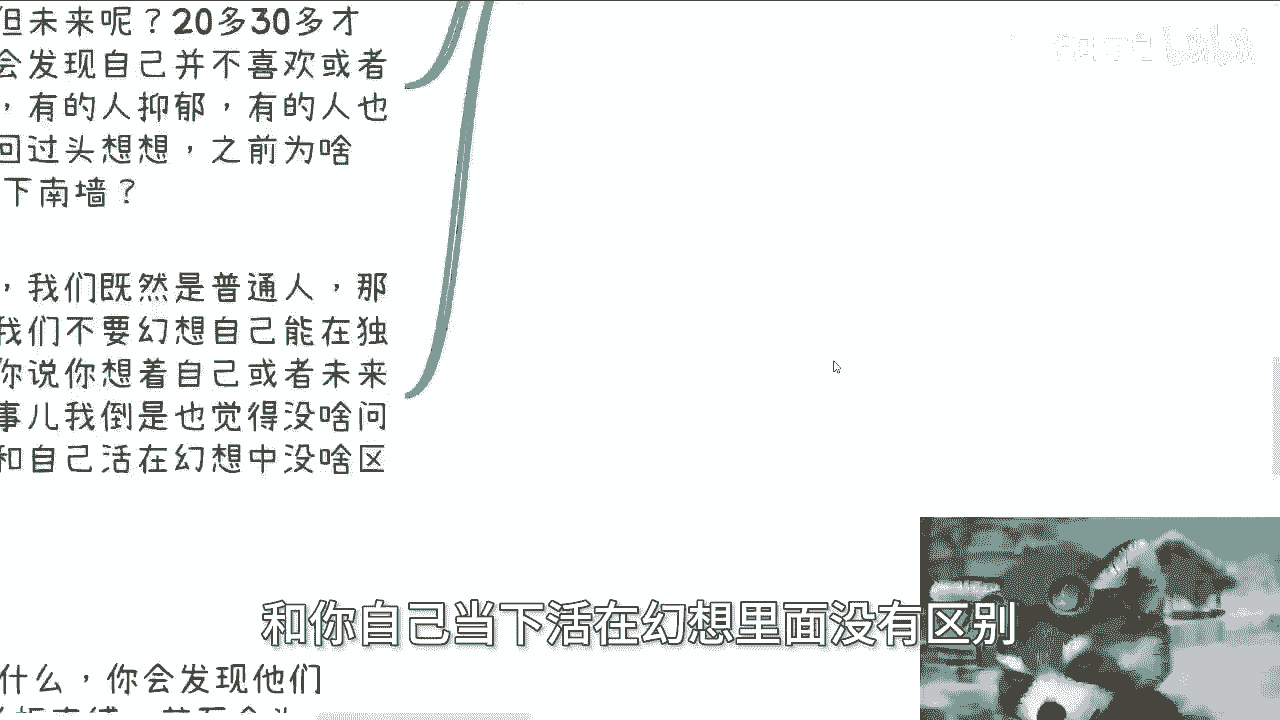 但未来呢？20多30多才
会发现自己并不喜欢或者
，有的人抑郁，有的人也
回过头想想，之前为啥
下南墙？
，我们既然是普通人，那
我们不要幻想自己能在独
你说你想着自己或者未来
事儿我倒是也觉得没啥问
和自己活在幻想中没啥区
和你自己当下活在幻想里面没有区别
什么，你会发现他们